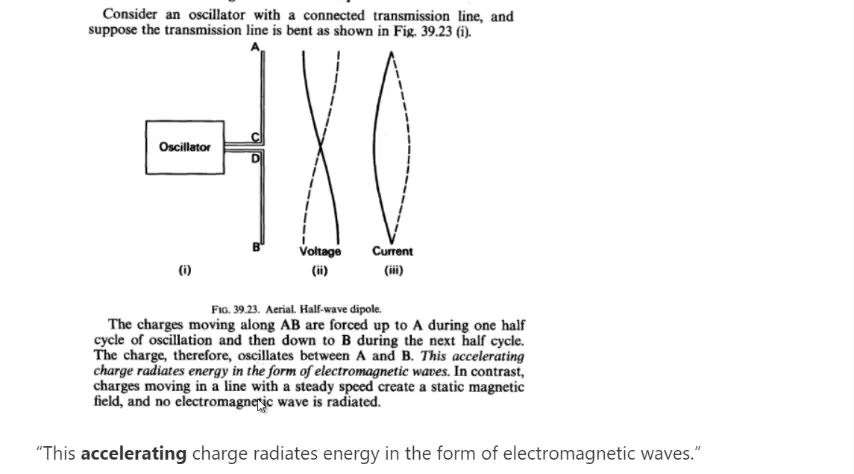 Consider an oscillator with a connected transmission line, and
suppose the transmission line is bent as shown in Fig. 39.23 (i).
A
C
Oscillator
D
B
Voltage
Current
(i)
(ii)
(iii)
FIG. 39.23. Aerial. Half-wave dipole.
The charges moving along AB are forced up to A during one half
cycle of oscillation and then down to B during the next half cycle.
The charge, therefore, oscillates between A and B. This accelerating
charge radiates energy in the form of electromagnetic waves. In contrast,
charges moving in a line with a steady speed create a static magnetic
field, and no electromagnetic wave is radiated.
“This accelerating charge radiates energy in the form of electromagnetic waves.”